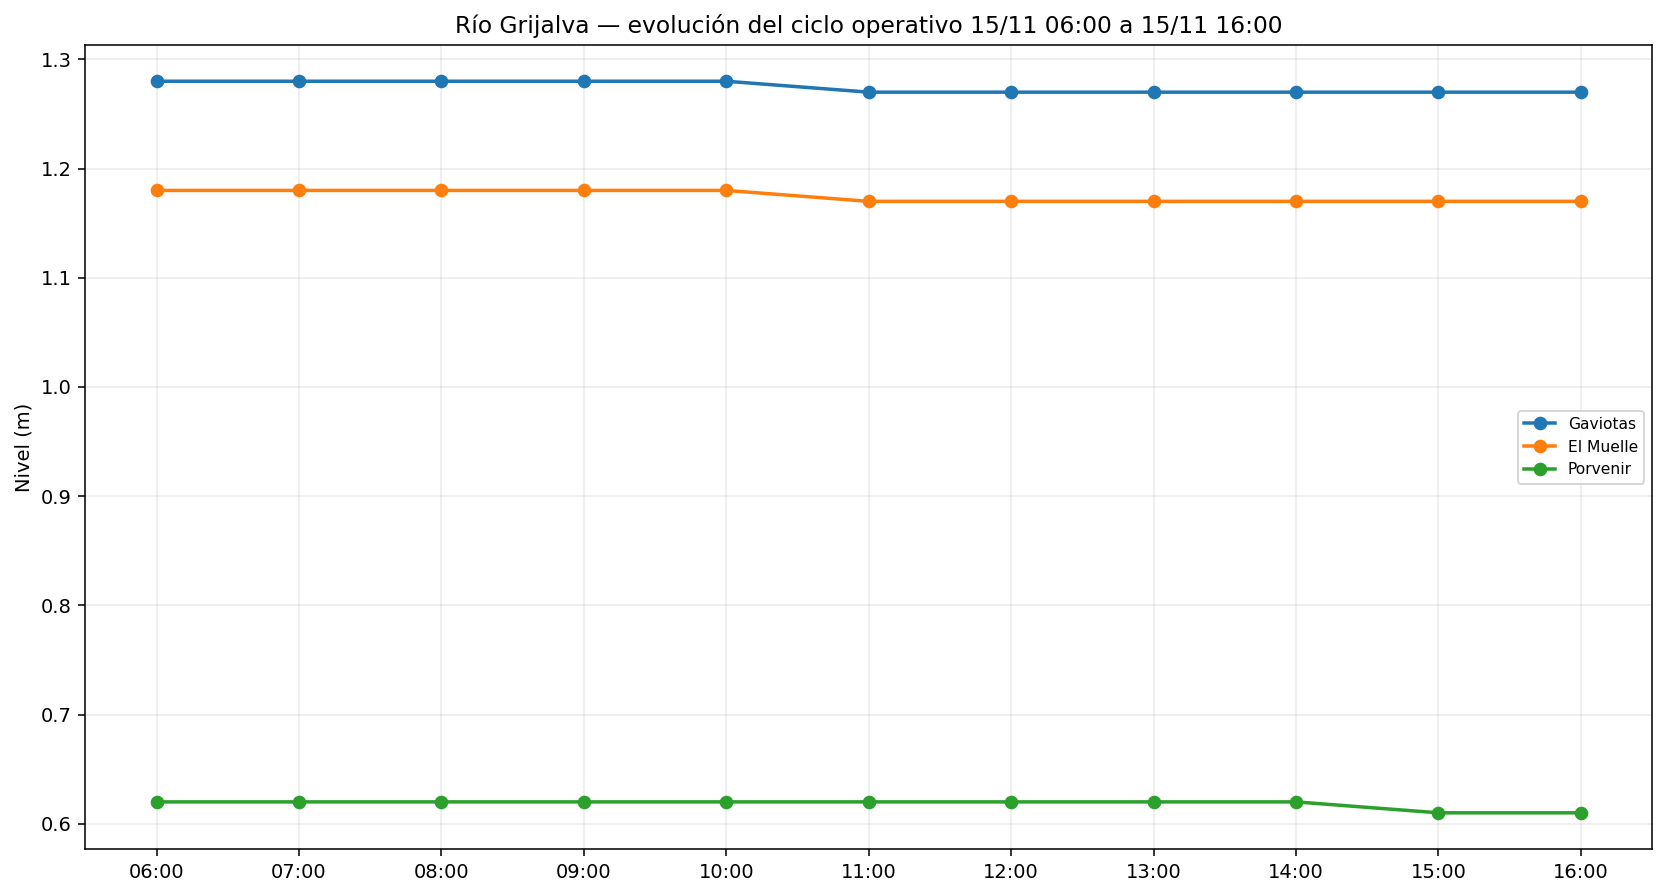 Río Grijalva — evolución del ciclo operativo 15/11 06:00 a 15/11 16:00
Nivel (m)
1.3
1.2
1.1
1.0
0.9
0.8
0.7
0.6
Gaviotas
El Muelle
Porvenir
06:00 07:00 08:00 09:00 10:00 11:00 12:00 13:00 14:00 15:00 16:00